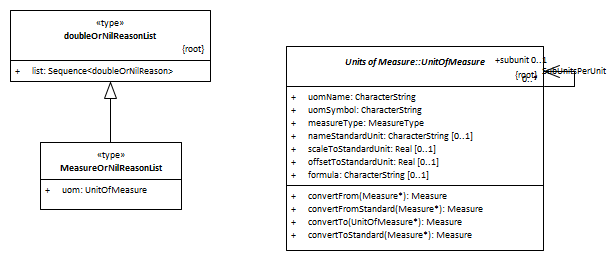 «type»
doubleOrNilReasonList
{root}
+ list: Sequence<doubleOrNilReason>
«type»
MeasureOrNilReasonList
+ uom: UnitOfMeasure
Units of Measure::UnitOfMeasure
+subunit 0..1
{root}
SubUnitsPerUnit
0..*
+ uomName: CharacterString
+ uomSymbol: CharacterString
+ measureType: MeasureType
+ nameStandardUnit: CharacterString [0..1]
+ scaleToStandardUnit: Real [0..1]
+ offsetToStandardUnit: Real [0..1]
+ formula: CharacterString [0..1]
+ convertFrom(Measure*): Measure
+ convertFromStandard(Measure*): Measure
+ convertTo(UnitOfMeasure*): Measure
+ convertToStandard(Measure*): Measure